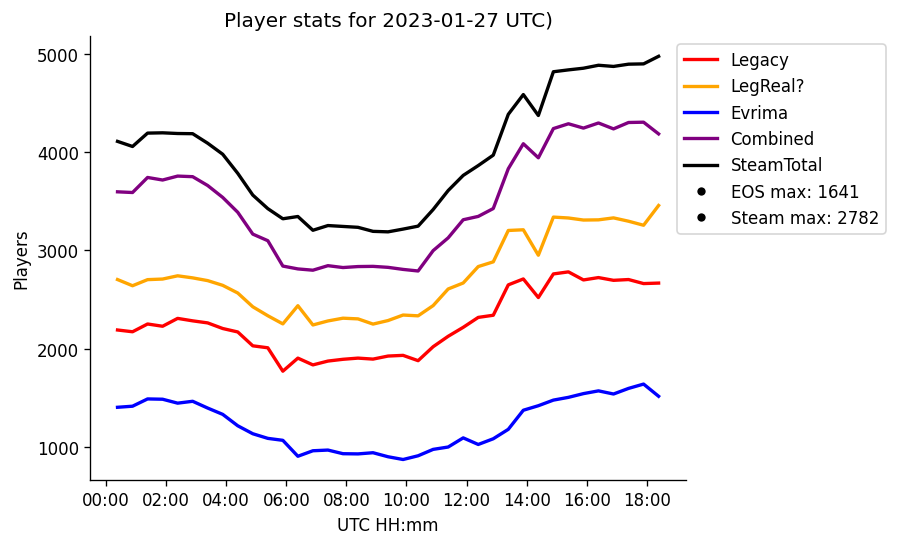 Player stats for 2023-01-27 UTC)
Players
5000
4000
3000
2000
1000
00:00 02:00 04:00 06:00 08:00 10:00 12:00 14:00 16:00 18:00
UTC HH:mm
Legacy
LegReal?
Evrima
Combined
SteamTotal
EOS max: 1641
Steam max: 2782